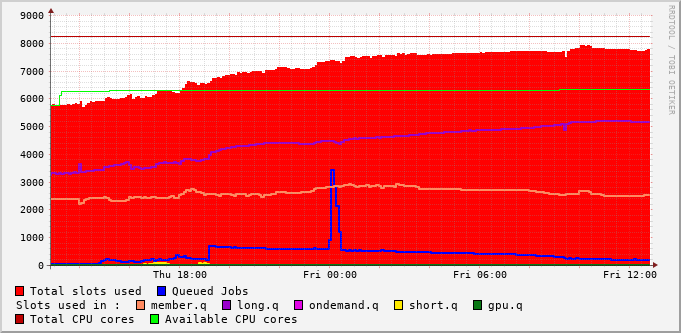 RRDTOOL / TOBI OETIKER
9000
8000
7000
6000
5000
4000
3000
2000
1000
0
Thu 18:00 Fri 00:00 Fri 06:00 Fri 12:00
Total slots used Queued Jobs
Slots used in : member.q long.q ondemand.q short.q gpu.q
Total CPU cores Available CPU cores